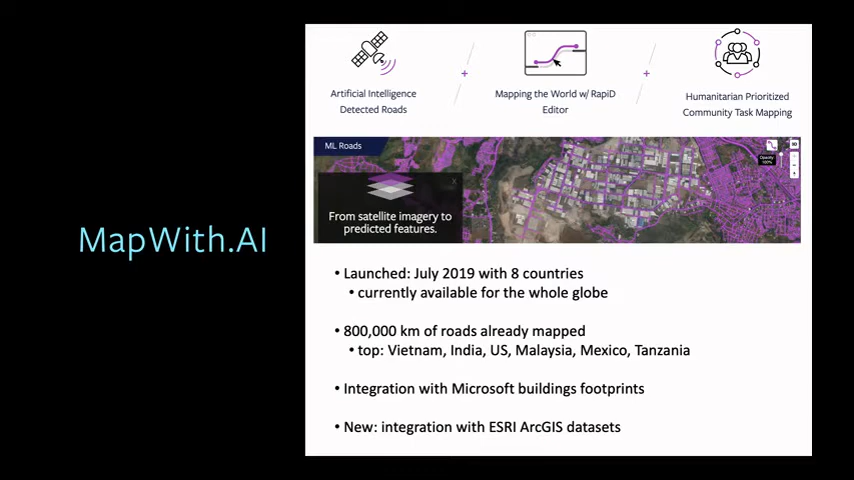 Artificial Intelligence
Detected Roads
+
Mapping the World w/ RapiD
Editor
+
Humanitarian Prioritized
Community Task Mapping
ML Roads
x
From satellite imagery to
predicted features.
Opacity
100%
3D
MapWith.AI
• Launched: July 2019 with 8 countries
• currently available for the whole globe
• 800,000 km of roads already mapped
• top: Vietnam, India, US, Malaysia, Mexico, Tanzania
• Integration with Microsoft buildings footprints
• New: integration with ESRI ArcGIS datasets